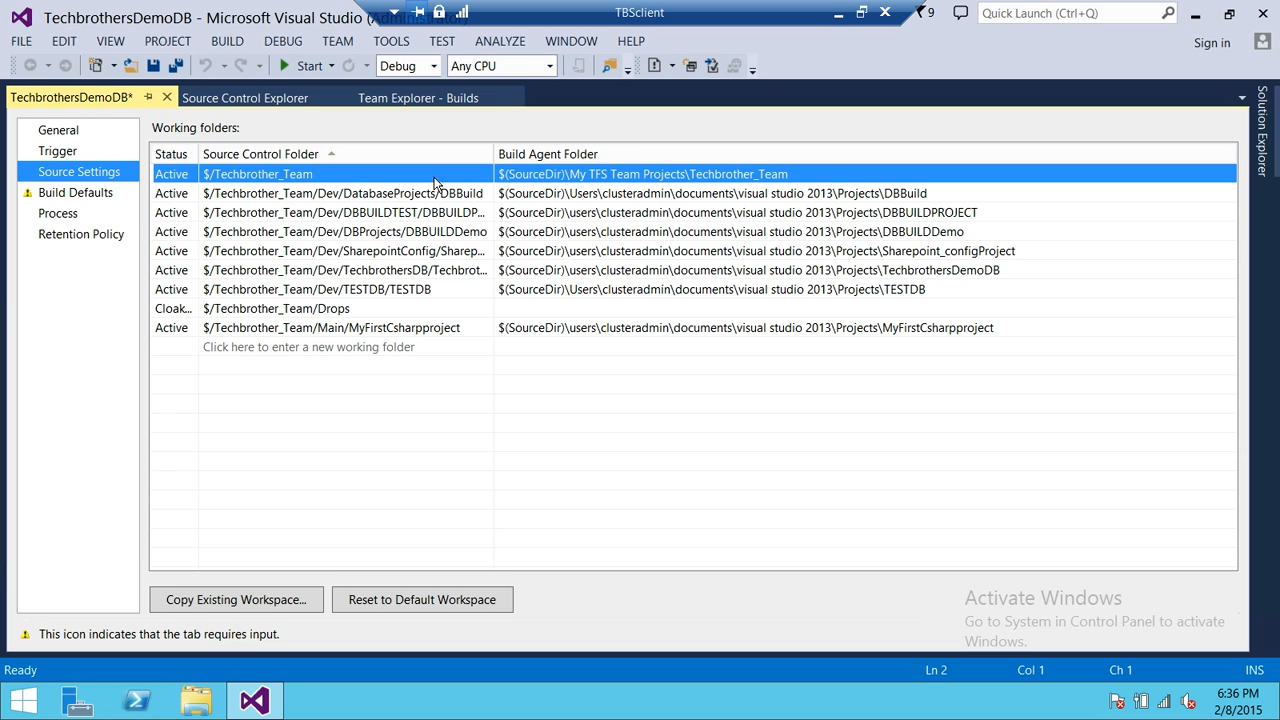 TechbrothersDemoDB - Microsoft Visual Studio (Administrator)
TBSclient
9
Quick Launch (Ctrl+Q)
FILE EDIT VIEW PROJECT BUILD DEBUG TEAM TOOLS TEST ANALYZE WINDOW HELP
Sign in
Start Debug Any CPU
TechbrothersDemoDB* Source Control Explorer Team Explorer - Builds
Solution Explorer
General
Trigger
Source Settings
Build Defaults
Process
Retention Policy
Working folders:
Status Source Control Folder Build Agent Folder
Active $/Techbrother_Team $(SourceDir)\My TFS Team Projects\Techbrother_Team
Active $/Techbrother_Team/Dev/DatabaseProjects/DBBuild $(SourceDir)\Users\clusteradmin\documents\visual studio 2013\Projects\DBBuild
Active $/Techbrother_Team/Dev/DBBUILDTEST/DBBUILDP... $(SourceDir)\users\clusteradmin\documents\visual studio 2013\Projects\DBBUILDPROJECT
Active $/Techbrother_Team/Dev/DBProjects/DBBUILDDemo $(SourceDir)\users\clusteradmin\documents\visual studio 2013\Projects\DBBUILDDemo
Active $/Techbrother_Team/Dev/SharepointConfig/Sharep... $(SourceDir)\users\clusteradmin\documents\visual studio 2013\Projects\Sharepoint_configProject
Active $/Techbrother_Team/Dev/TechbrothersDB/Techbrot... $(SourceDir)\users\clusteradmin\documents\visual studio 2013\Projects\TechbrothersDemoDB
Active $/Techbrother_Team/Dev/TESTDB/TESTDB $(SourceDir)\Users\clusteradmin\documents\visual studio 2013\Projects\TESTDB
Cloak... $/Techbrother_Team/Drops
Active $/Techbrother_Team/Main/MyFirstCsharpproject $(SourceDir)\users\clusteradmin\documents\visual studio 2013\Projects\MyFirstCsharpproject
Click here to enter a new working folder
Copy Existing Workspace... Reset to Default Workspace
Activate Windows
Go to System in Control Panel to activate
Windows.
This icon indicates that the tab requires input.
Ready Ln 2 Col 1 Ch 1 INS
6:36 PM
2/8/2015